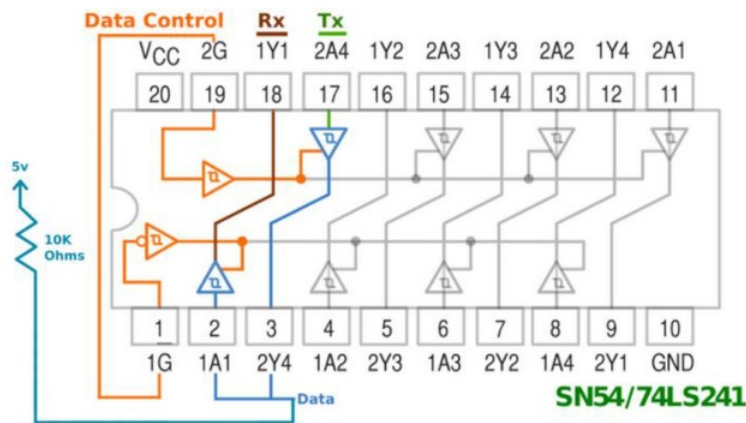 Data Control Rx Tx
VCC 2G 1Y1 2A4 1Y2 2A3 1Y3 2A2 1Y4 2A1
20 19 18 17 16 15 14 13 12 11
5v
10K
Ohms
1 2 3 4 5 6 7 8 9 10
1G 1A1 2Y4 1A2 2Y3 1A3 2Y2 1A4 2Y1 GND
Data
SN54/74LS241